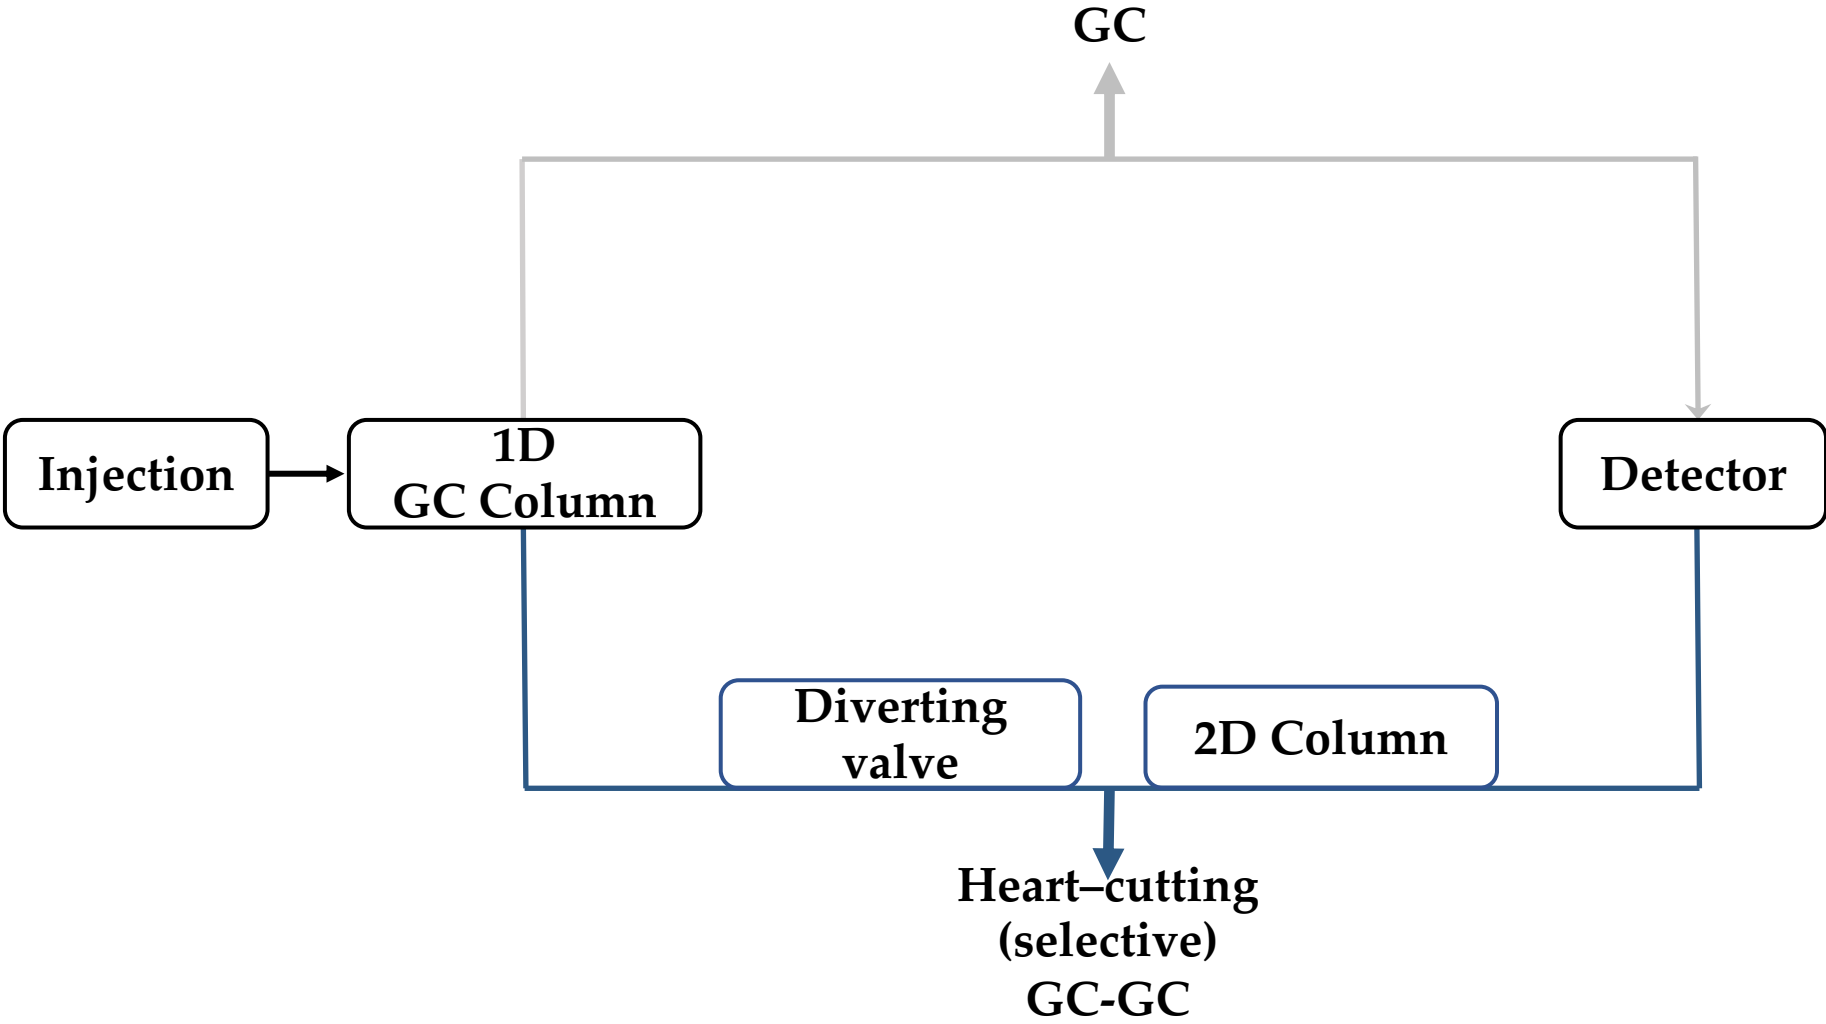 GC
Injection
1D
GC Column
Detector
Diverting
valve
2D Column
Heart–cutting
(selective)
GC-GC